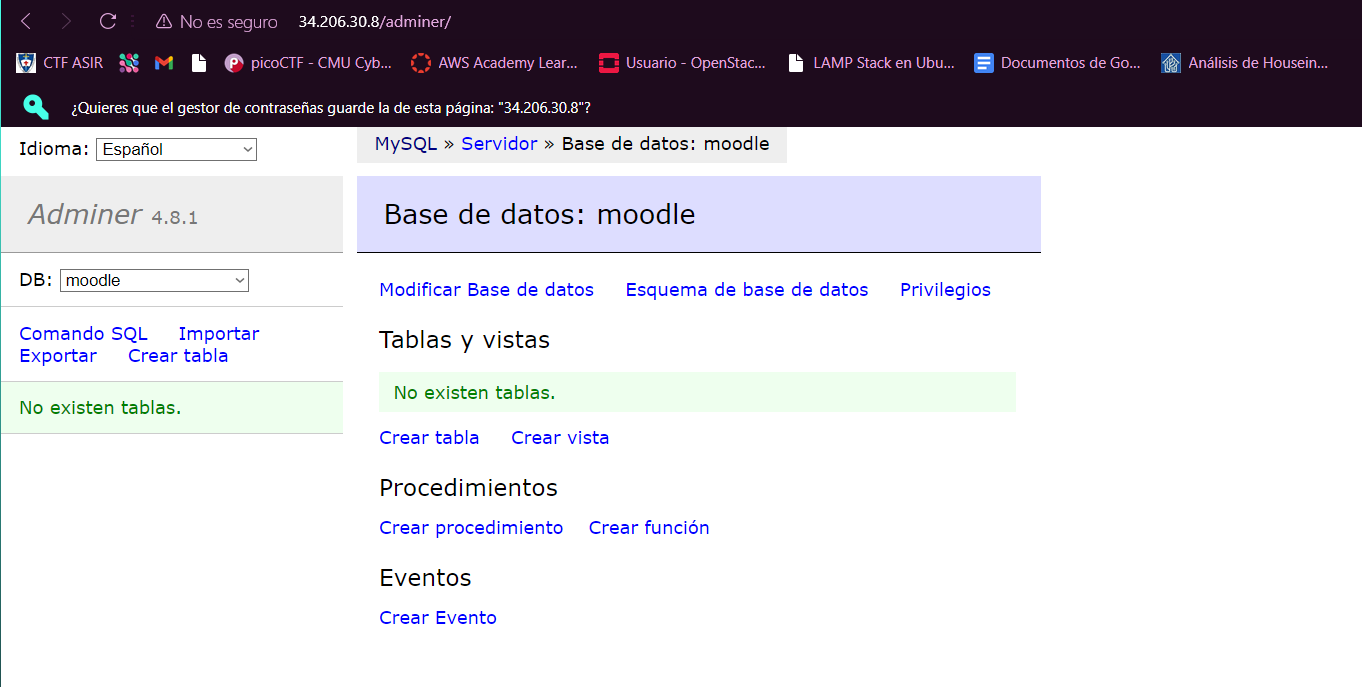 No es seguro 34.206.30.8/adminer/
CTF ASIR picoCTF - CMU Cyb... AWS Academy Lear... Usuario - OpenStac... LAMP Stack en Ubu... Documentos de Go... Análisis de Housein...
¿Quieres que el gestor de contraseñas guarde la de esta página: "34.206.30.8"?
Idioma: Español
MySQL » Servidor » Base de datos: moodle
Adminer 4.8.1
Base de datos: moodle
DB: moodle
Modificar Base de datos Esquema de base de datos Privilegios
Comando SQL Importar
Exportar Crear tabla
No existen tablas.
Tablas y vistas
No existen tablas.
Crear tabla Crear vista
Procedimientos
Crear procedimiento Crear función
Eventos
Crear Evento